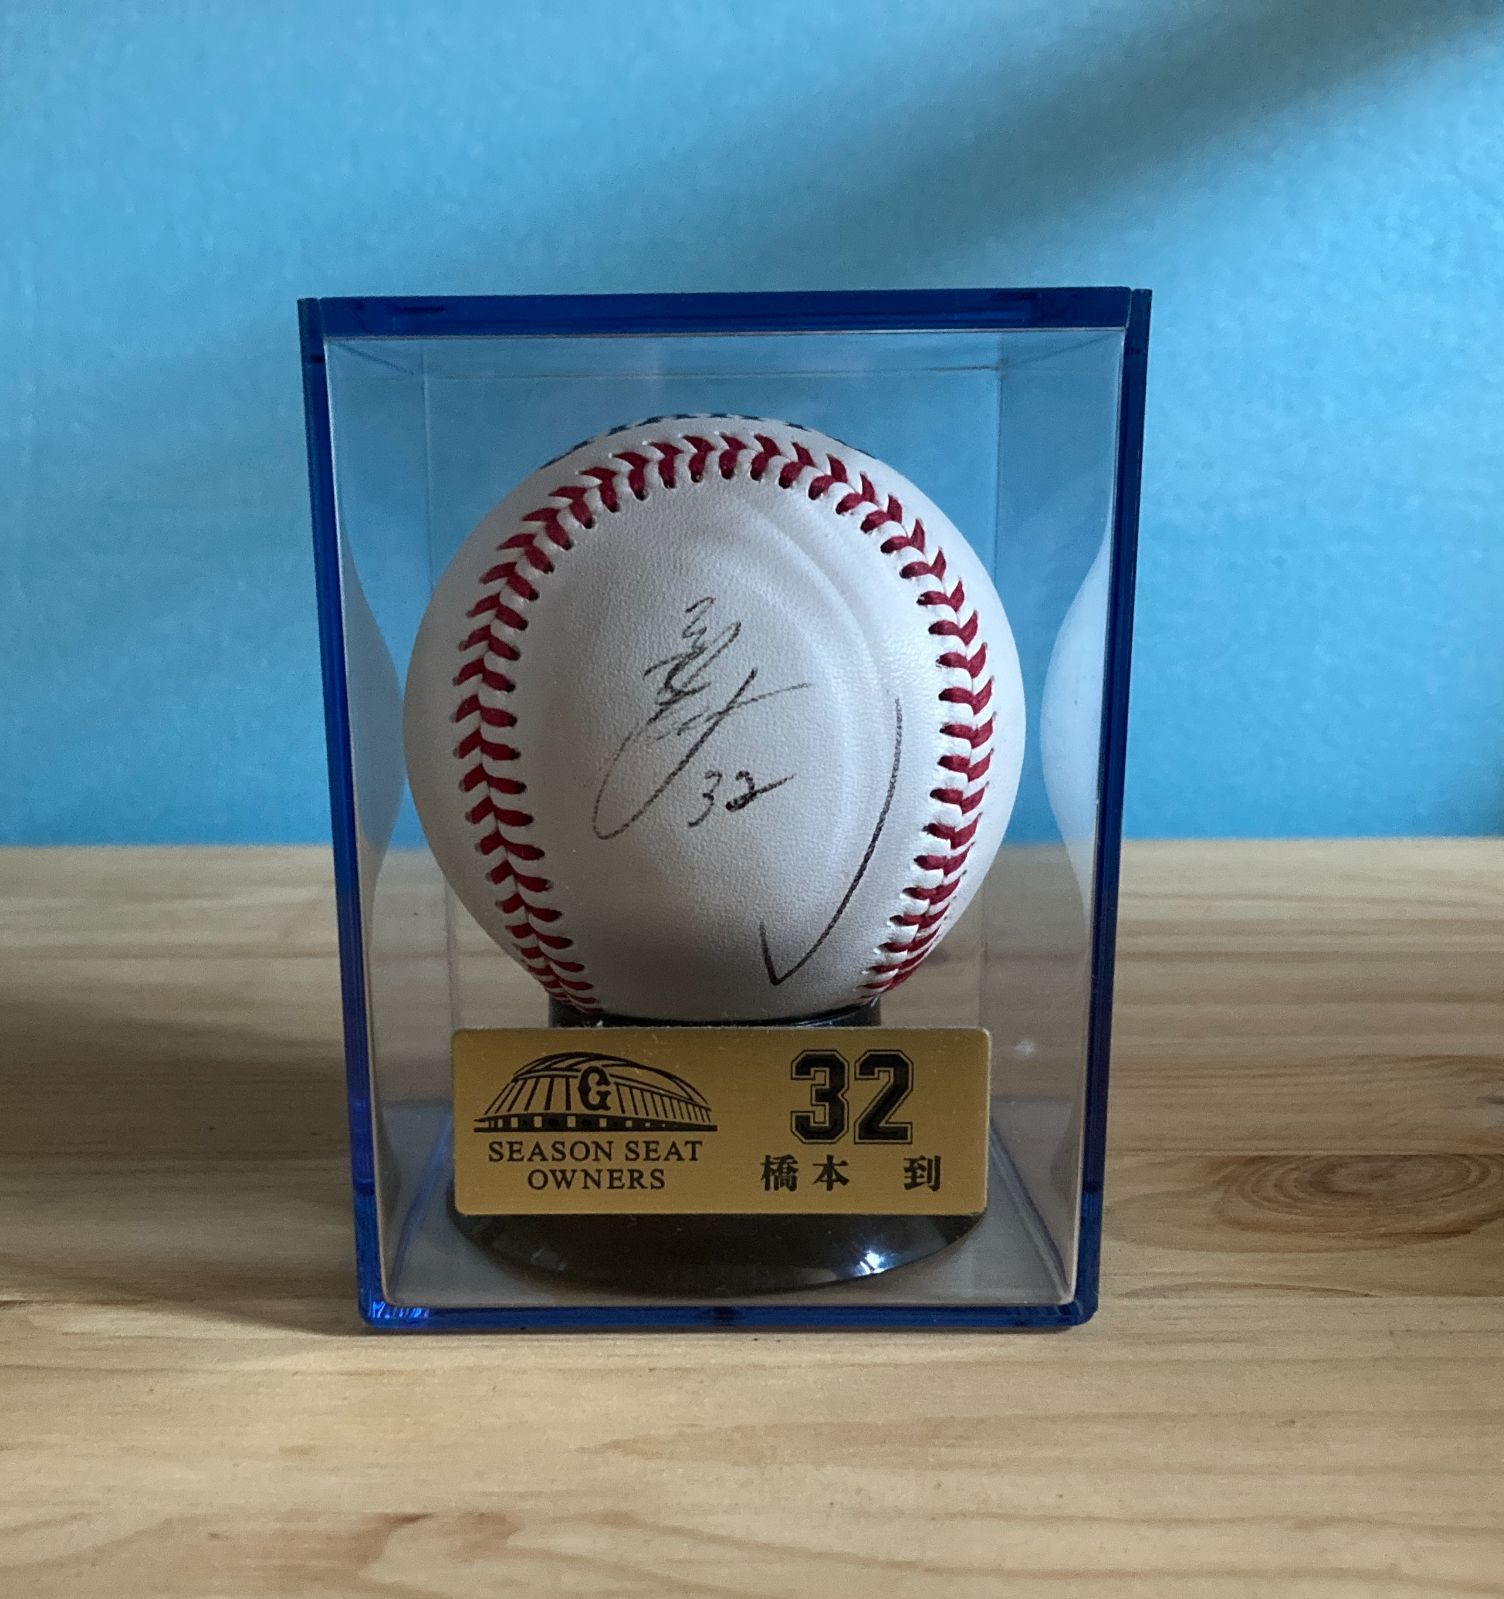 32
G
SEASON SEAT
OWNERS
32
橋本 到